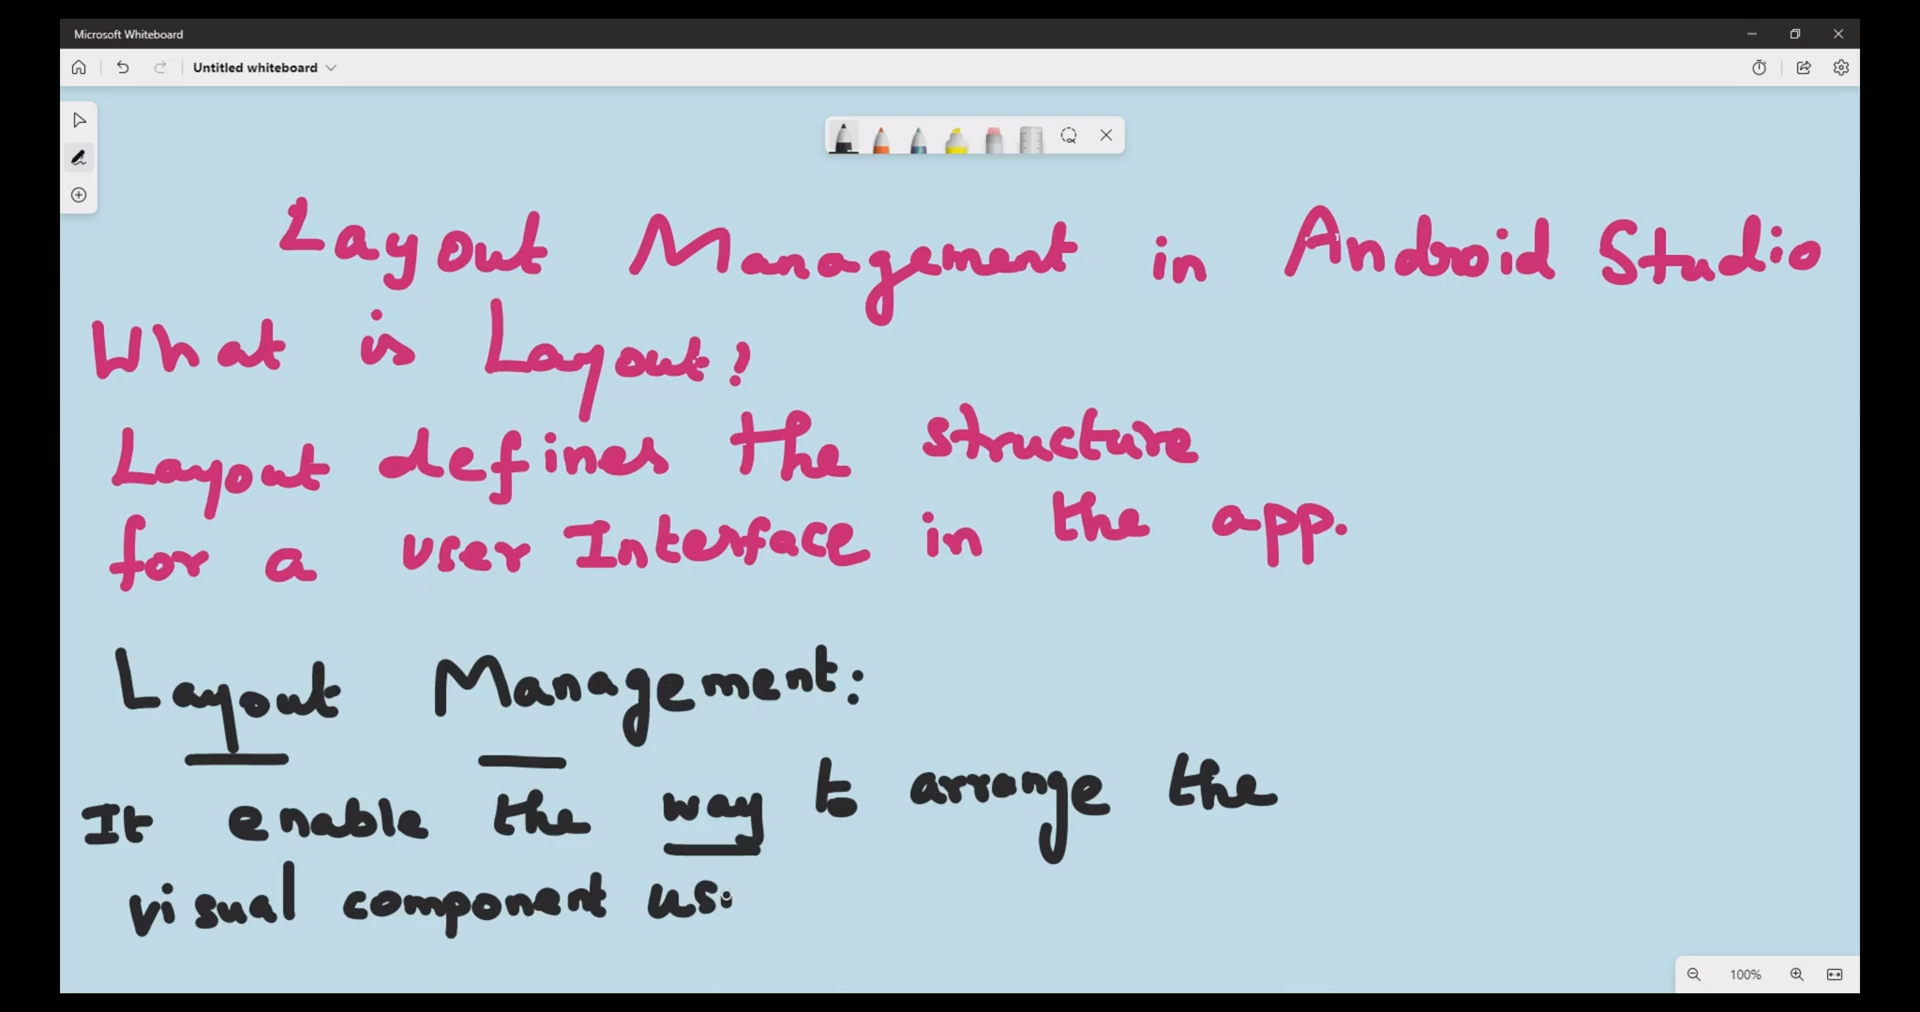 Microsoft Whiteboard
Untitled whiteboard
Layout Management in Android Studio
What is Layout?
Layout defines the structure
for a user Interface in the app.
Layout Management:
It enable the way to arrange the
visual component us
100%